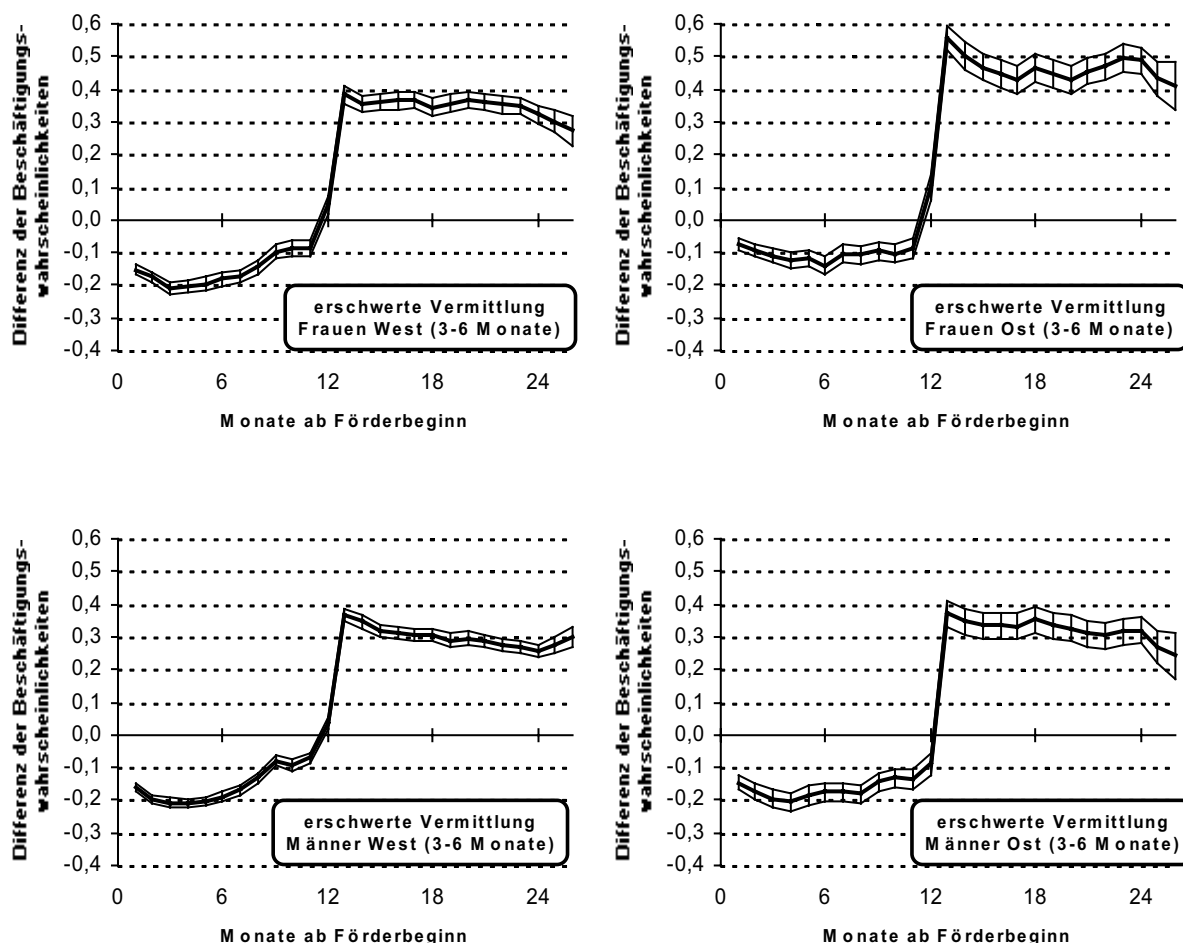 Differenz der Beschäftigungs-
wahrscheinlichkeiten
0,6
0,5
0,4
0,3
0,2
0,1
0,0
-0,1
-0,2
-0,3
-0,4
erschwerte Vermittlung
Frauen West (3-6 Monate)
0 6 12 18 24
Monate ab Förderbeginn
Differenz der Beschäftigungs-
wahrscheinlichkeiten
0,6
0,5
0,4
0,3
0,2
0,1
0,0
-0,1
-0,2
-0,3
-0,4
erschwerte Vermittlung
Frauen Ost (3-6 Monate)
0 6 12 18 24
Monate ab Förderbeginn
Differenz der Beschäftigungs-
wahrscheinlichkeiten
0,6
0,5
0,4
0,3
0,2
0,1
0,0
-0,1
-0,2
-0,3
-0,4
erschwerte Vermittlung
Männer West (3-6 Monate)
0 6 12 18 24
Monate ab Förderbeginn
Differenz der Beschäftigungs-
wahrscheinlichkeiten
0,6
0,5
0,4
0,3
0,2
0,1
0,0
-0,1
-0,2
-0,3
-0,4
erschwerte Vermittlung
Männer Ost (3-6 Monate)
0 6 12 18 24
Monate ab Förderbeginn